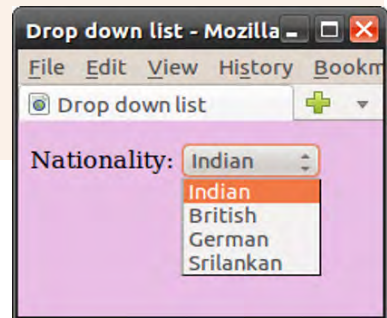 Drop down list - Mozilla
File Edit View History Bookm
Drop down list
Nationality: Indian
Indian
British
German
Srilankan